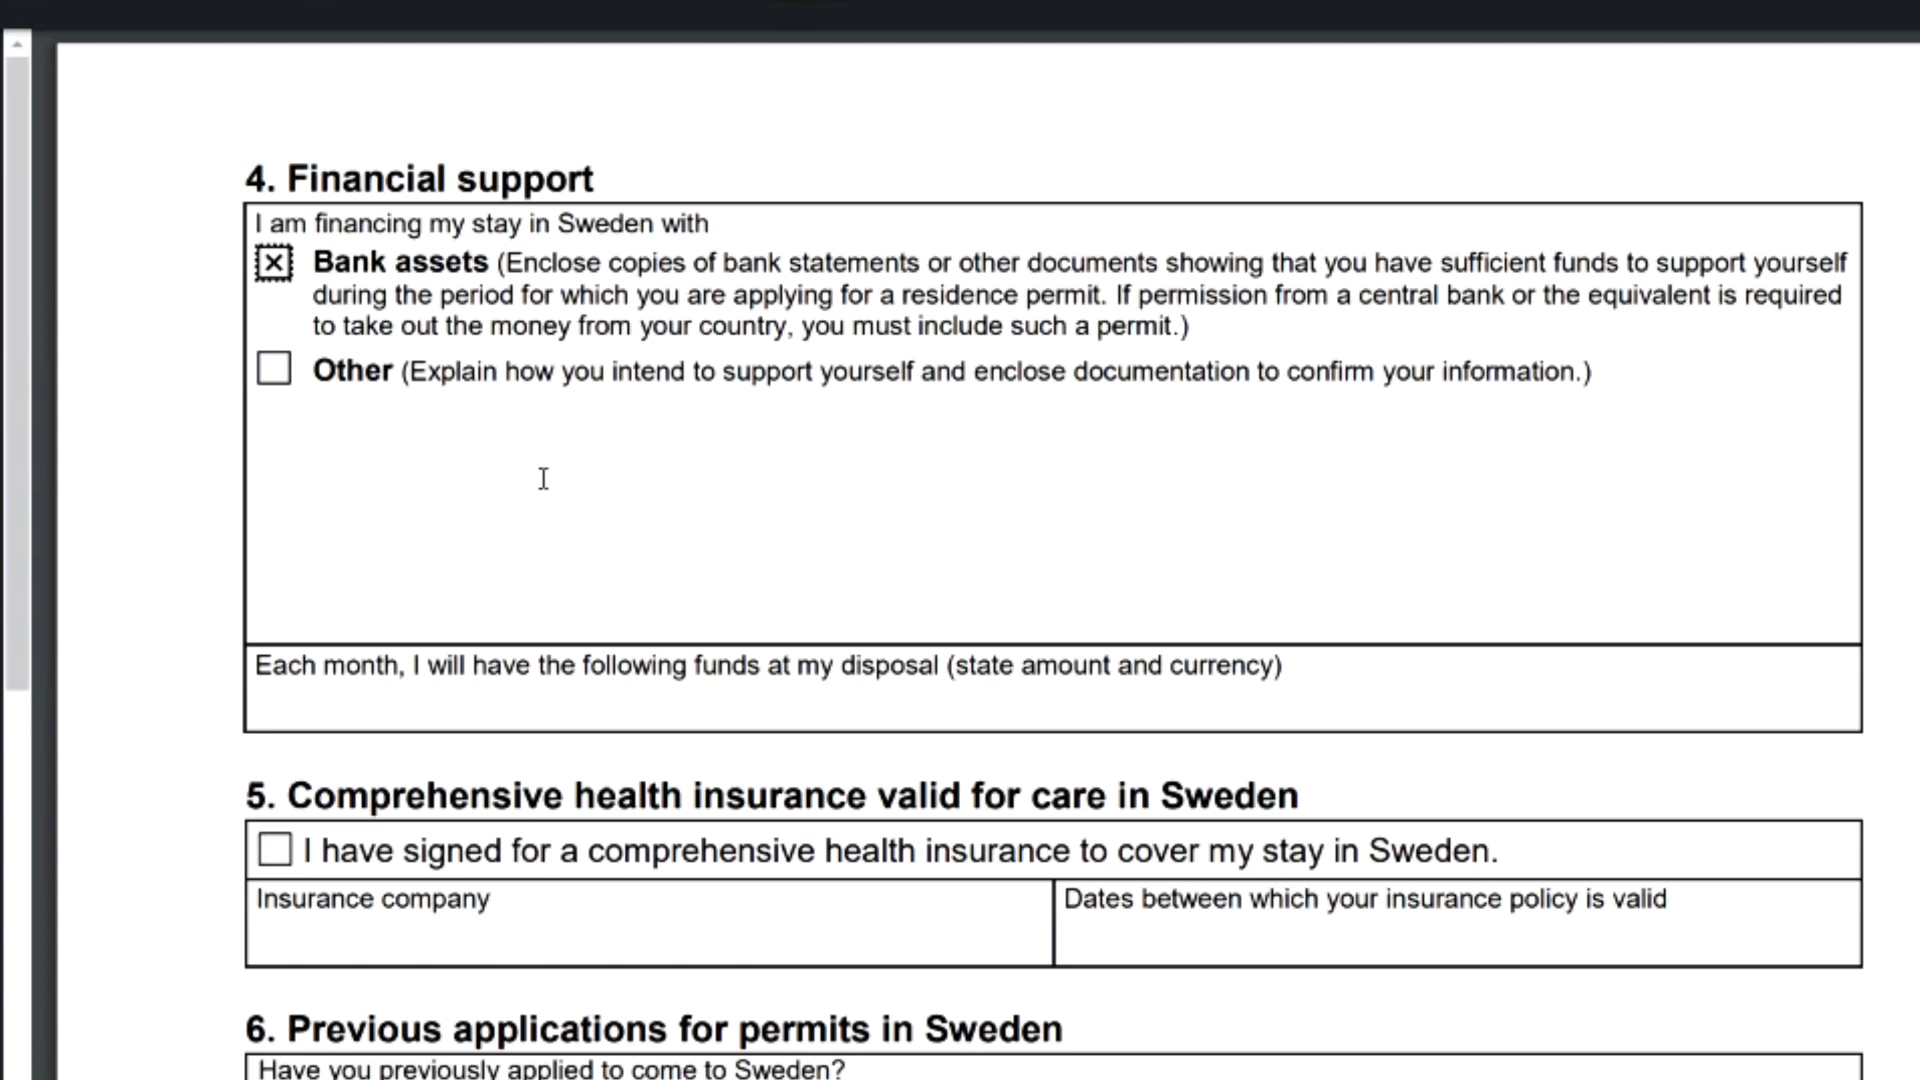 4. Financial support
I am financing my stay in Sweden with
Bank assets (Enclose copies of bank statements or other documents showing that you have sufficient funds to support yourself
during the period for which you are applying for a residence permit. If permission from a central bank or the equivalent is required
to take out the money from your country, you must include such a permit.)
Other (Explain how you intend to support yourself and enclose documentation to confirm your information.)
Each month, I will have the following funds at my disposal (state amount and currency)
5. Comprehensive health insurance valid for care in Sweden
I have signed for a comprehensive health insurance to cover my stay in Sweden.
Insurance company
Dates between which your insurance policy is valid
6. Previous applications for permits in Sweden
Have you previously applied to come to Sweden?